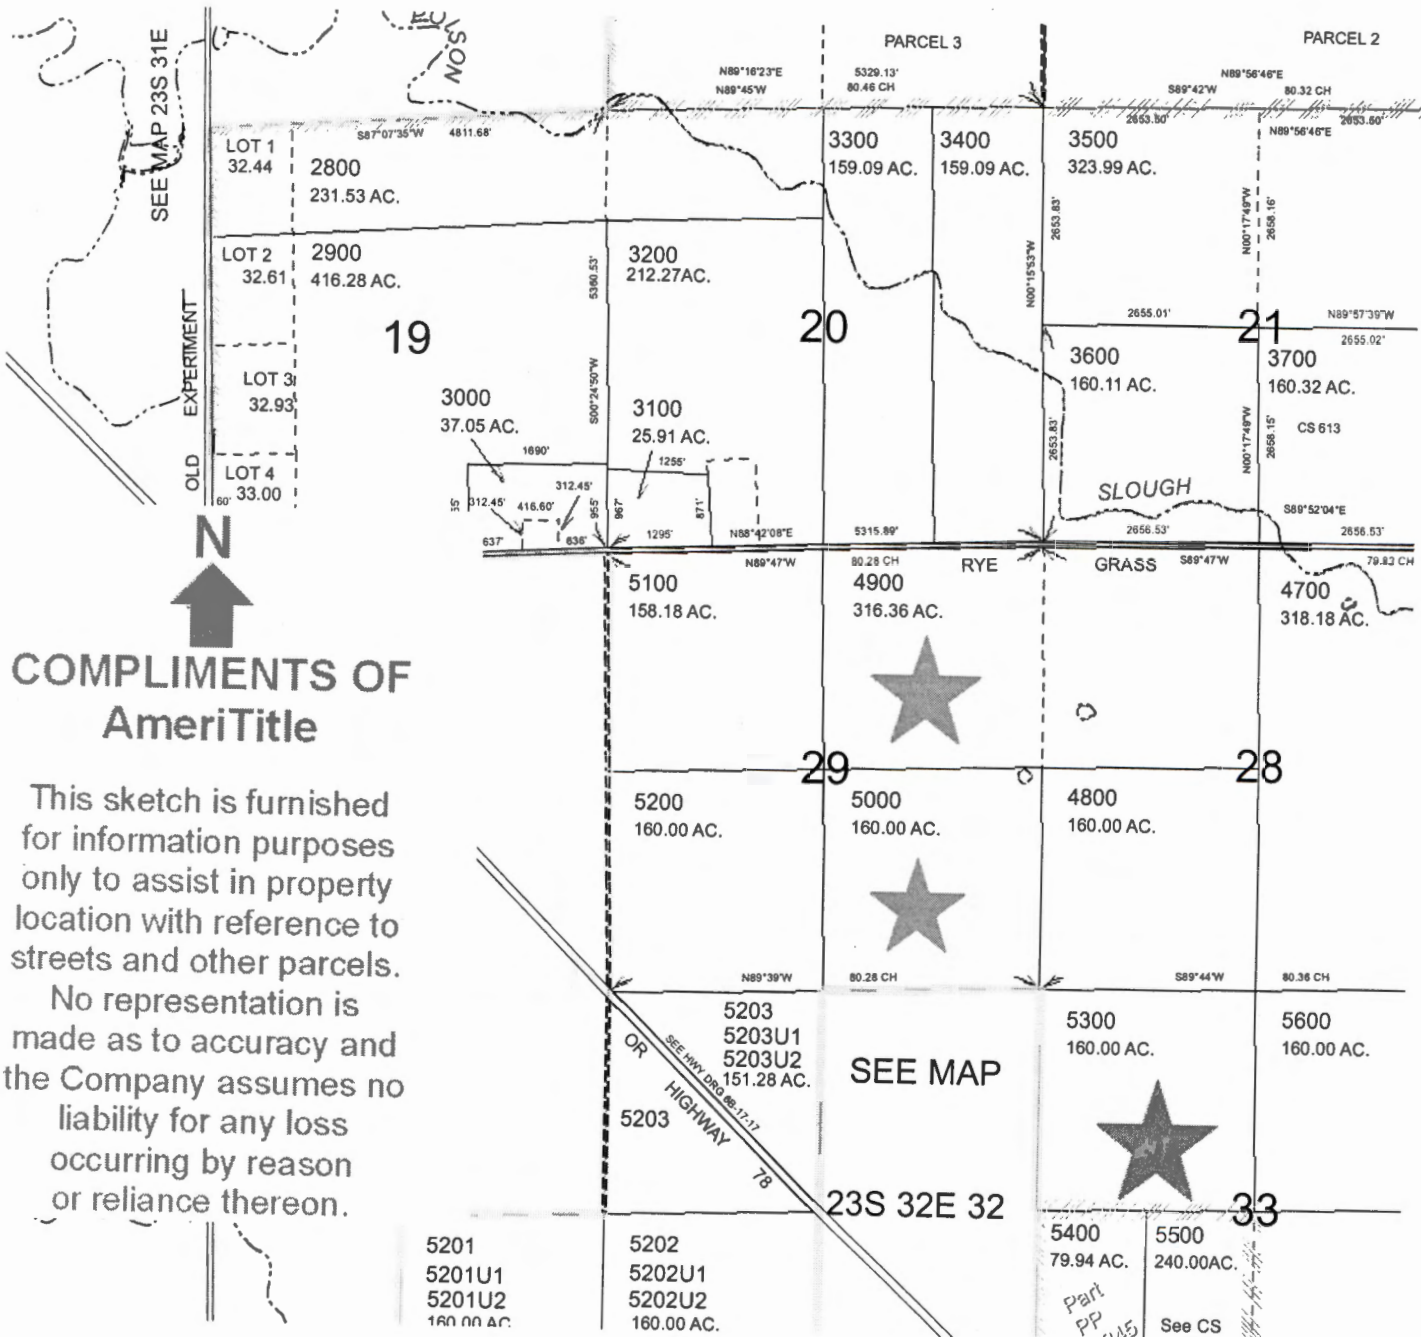 SEE MAP 23S 31E
SON
PARCEL 3
PARCEL 2
N89°16'23"E 5329.13'
N89°45'W 80.46 CH
N89°56'46"E
S89°42'W 80.32 CH
S87°07'35"W 4811.68'
2653.60' 2653.60'
N89°56'46"E
LOT 1
32.44
2800
231.53 AC.
3300
159.09 AC.
3400
159.09 AC.
3500
323.99 AC.
N00°15'53"W 2653.83'
N00°17'49"W 2658.16'
LOT 2
32.61
2900
416.28 AC.
3200
212.27AC.
S00°24'50"W 5360.53'
19
20
21
2655.01'
N89°57'39"W
2655.02'
OLD EXPERIMENT
LOT 3
32.93
3600
160.11 AC.
3700
160.32 AC.
CS 613
2653.83'
N00°17'49"W 2658.15'
3000
37.05 AC.
3100
25.91 AC.
1690'
1255'
LOT 4
33.00
60'
312.45'
416.60'
312.45'
955'
967'
871'
637'
636'
1295'
N88°42'08"E 5315.89'
SLOUGH
S89°52'04"E
2656.53' 2656.53'
N89°47'W 80.28 CH
RYE GRASS
S89°47'W 79.82 CH
5100
158.18 AC.
4900
316.36 AC.
4700
318.18 AC.
N
COMPLIMENTS OF
AmeriTitle
This sketch is furnished
for information purposes
only to assist in property
location with reference to
streets and other parcels.
No representation is
made as to accuracy and
the Company assumes no
liability for any loss
occurring by reason
or reliance thereon.
29
28
5200
160.00 AC.
5000
160.00 AC.
4800
160.00 AC.
N89°39'W 80.28 CH
S89°44'W 80.36 CH
5203
5203U1
5203U2
151.28 AC.
5300
160.00 AC.
5600
160.00 AC.
SEE HWY DRG 8B-17-17
OR HIGHWAY 78
5203
SEE MAP
23S 32E 32
33
5201
5201U1
5201U2
160.00 AC.
5202
5202U1
5202U2
160.00 AC.
5400
79.94 AC.
5500
240.00AC.
Part
PP
See CS